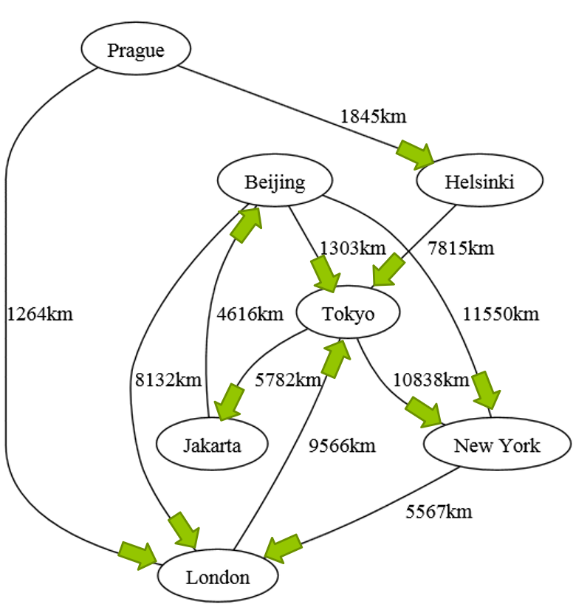 Prague
1845km
Beijing
Helsinki
1303km
7815km
1264km
4616km
Tokyo
11550km
8132km
5782km
10838km
Jakarta
9566km
New York
5567km
London